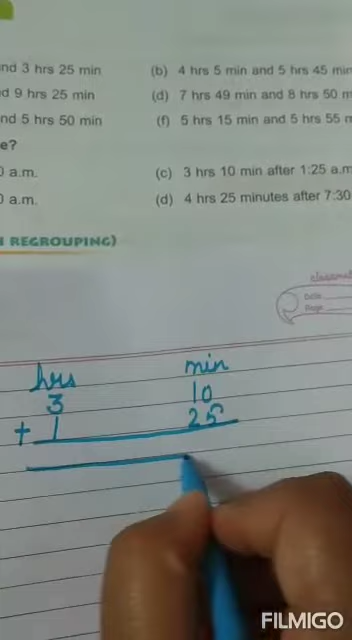 nd 3 hrs 25 min
(b) 4 hrs 5 min and 5 hrs 45 min
d 9 hrs 25 min
(d) 7 hrs 49 min and 8 hrs 50 m
nd 5 hrs 50 min
(f) 5 hrs 15 min and 5 hrs 55 m
e?
0 a.m.
(c) 3 hrs 10 min after 1:25 a.m
0 a.m.
(d) 4 hrs 25 minutes after 7:30
REGROUPING)
classmat
Date
Page
hrs min
3 10
+ 1 25
FILMIGO